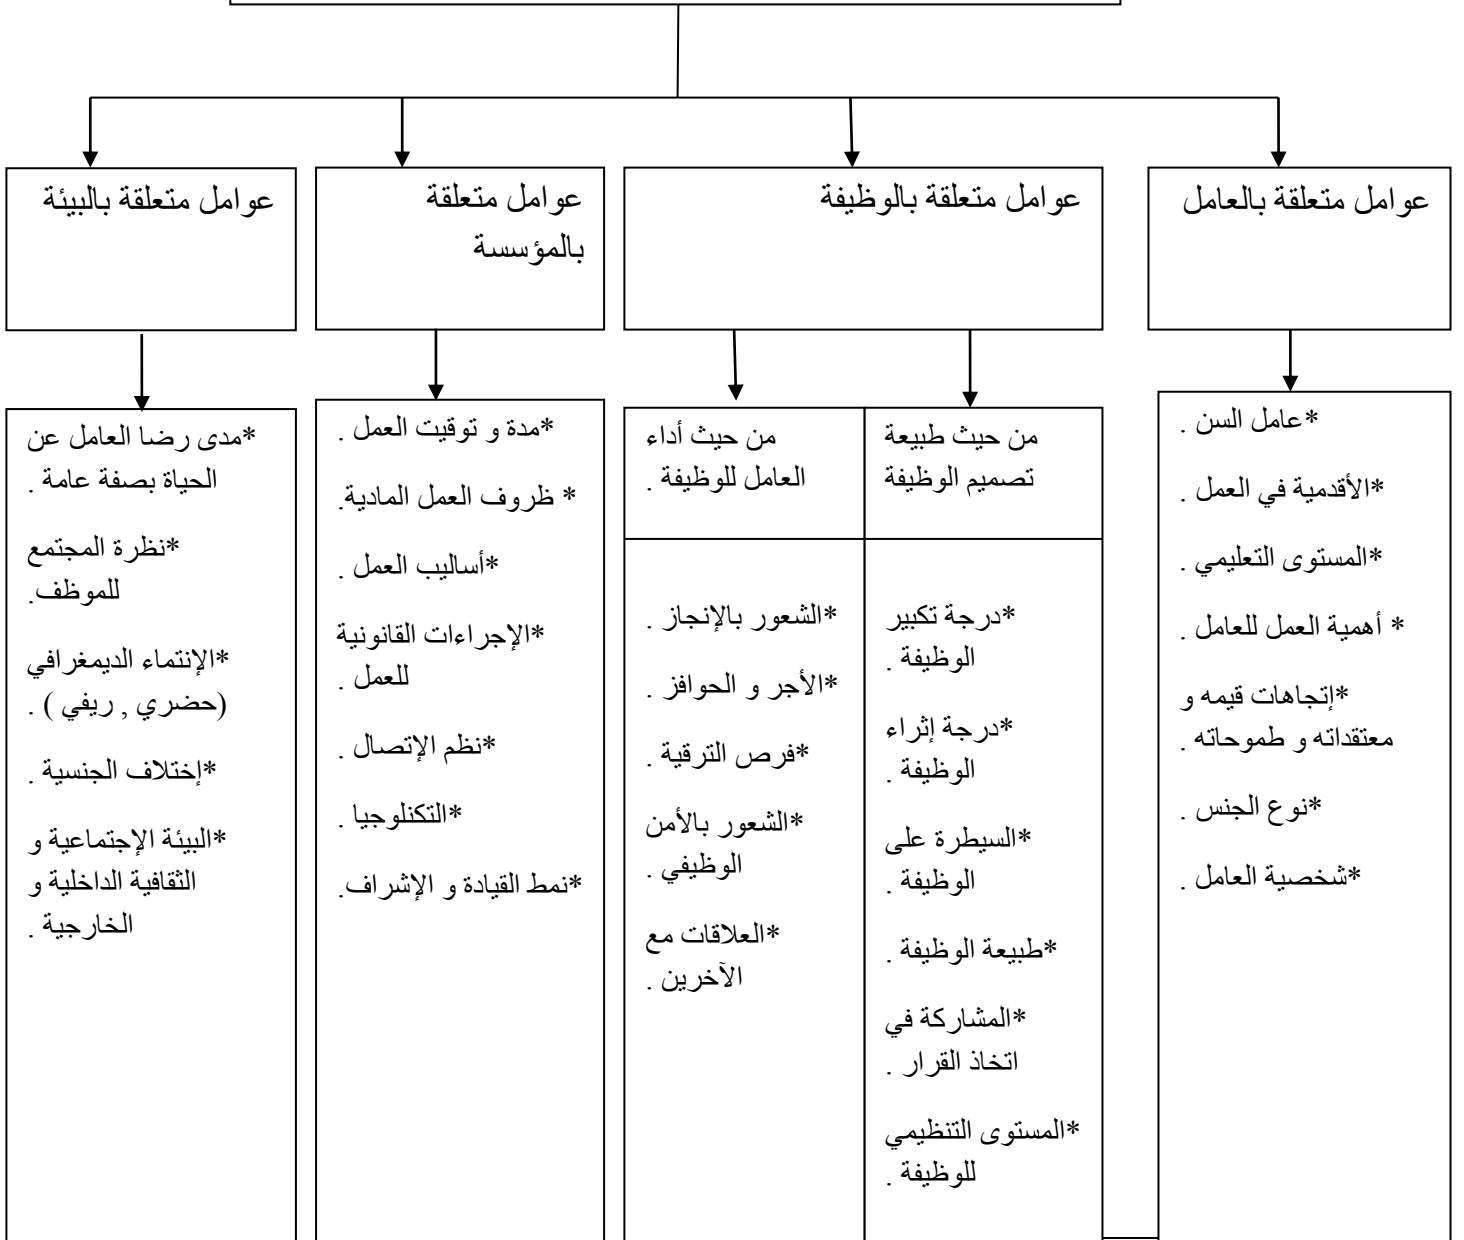 عوامل متعلقة بالعامل
عوامل متعلقة بالوظيفة
عوامل متعلقة
بالمؤسسة
عوامل متعلقة بالبيئة
*عامل السن .
*الأقدمية في العمل .
*المستوى التعليمي .
* أهمية العمل للعامل .
*إتجاهات قيمه و
معتقداته و طموحاته .
*نوع الجنس .
*شخصية العامل .
من حيث طبيعة
تصميم الوظيفة
*درجة تكبير
الوظيفة .
*درجة إثراء
الوظيفة .
*السيطرة على
الوظيفة .
*طبيعة الوظيفة .
*المشاركة في
اتخاذ القرار .
*المستوى التنظيمي
للوظيفة .
من حيث أداء
العامل للوظيفة .
*الشعور بالإنجاز .
*الأجر و الحوافز .
*فرص الترقية .
*الشعور بالأمن
الوظيفي .
*العلاقات مع
الآخرين .
*مدة و توقيت العمل .
* ظروف العمل المادية.
*أساليب العمل .
*الإجراءات القانونية
للعمل .
*نظم الإتصال .
*التكنلوجيا .
*نمط القيادة و الإشراف.
*مدى رضا العامل عن
الحياة بصفة عامة .
*نظرة المجتمع
للموظف.
*الإنتماء الديمغرافي
(حضري , ريفي ) .
*إختلاف الجنسية .
*البيئة الإجتماعية و
الثقافية الداخلية و
الخارجية .